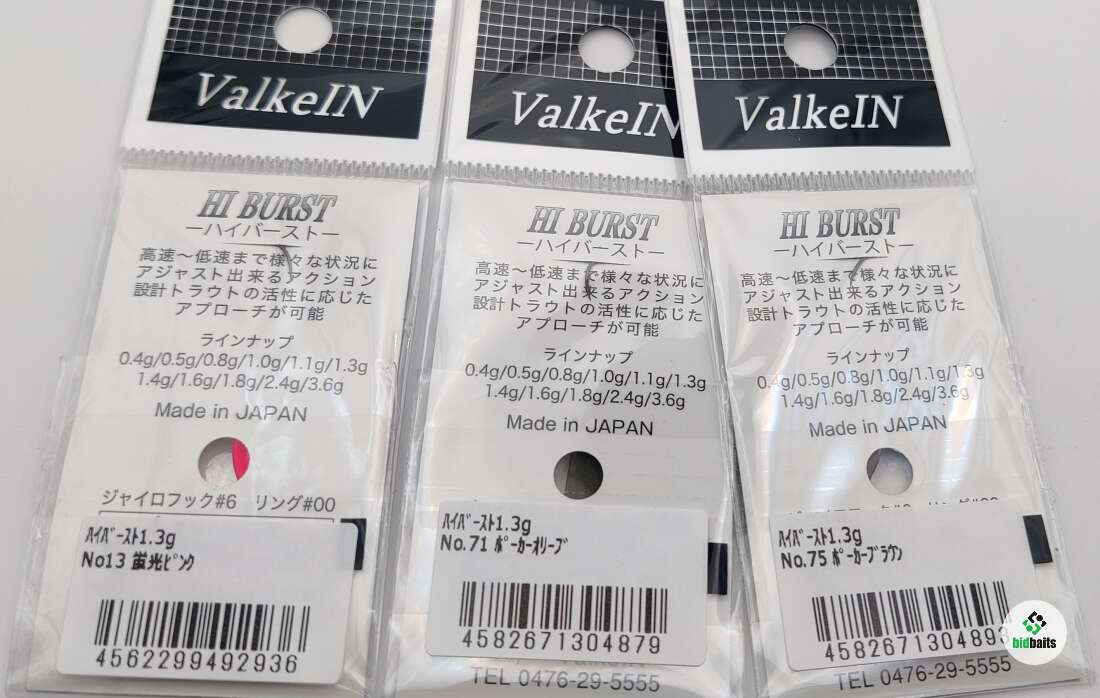 ValkeIN
HI BURST
ーハイバーストー
高速～低速まで様々な状況に
アジャスト出来るアクション
設計トラウトの活性に応じた
アプローチが可能
ラインナップ
0.4g/0.5g/0.8g/1.0g/1.1g/1.3g
1.4g/1.6g/1.8g/2.4g/3.6g
Made in JAPAN
ジャイロフック#6 リング#00
ﾊｲﾊﾞｰｽﾄ1.3g
No13 蛍光ﾋﾟﾝｸ
4562299492936
ValkeIN
HI BURST
ーハイバーストー
高速～低速まで様々な状況に
アジャスト出来るアクション
設計トラウトの活性に応じた
アプローチが可能
ラインナップ
0.4g/0.5g/0.8g/1.0g/1.1g/1.3g
1.4g/1.6g/1.8g/2.4g/3.6g
Made in JAPAN
ﾊｲﾊﾞｰｽﾄ1.3g
No.71 ﾎﾟｰｶｰｵﾘｰﾌﾞ
4582671304879
TEL 0476-29-5555
ValkeIN
HI BURST
ーハイバーストー
高速～低速まで様々な状況に
アジャスト出来るアクション
設計トラウトの活性に応じた
アプローチが可能
ラインナップ
0.4g/0.5g/0.8g/1.0g/1.1g/1.3g
1.4g/1.6g/1.8g/2.4g/3.6g
Made in JAPAN
ﾊｲﾊﾞｰｽﾄ1.3g
No.75 ﾎﾟｰｶｰﾌﾞﾗｳﾝ
458267130489
TEL 0476-29-5555
bidbaits